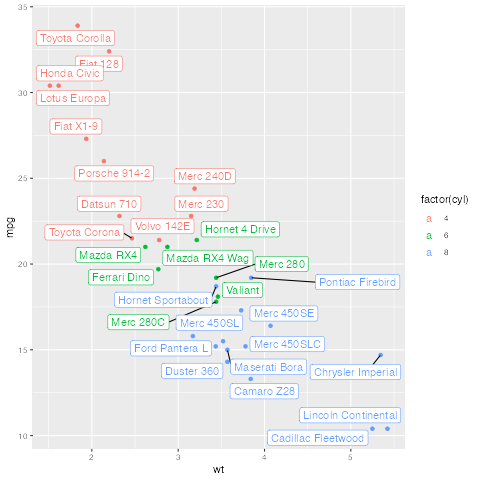 35
Toyota Corolla
Fiat 128
Honda Civic
30
Lotus Europa
Fiat X1-9
Porsche 914-2
Merc 240D
25
Datsun 710
Merc 230
Toyota Corona
Volvo 142E
Hornet 4 Drive
Mazda RX4
Mazda RX4 Wag
Merc 280
20
Ferrari Dino
Pontiac Firebird
Valiant
Hornet Sportabout
Merc 280C
Merc 450SL
Merc 450SE
Ford Pantera L
Merc 450SLC
15
Duster 360
Maserati Bora
Chrysler Imperial
Camaro Z28
Lincoln Continental
Cadillac Fleetwood
10
2
3
4
5
wt
mpg
factor(cyl)
a 4
a 6
a 8